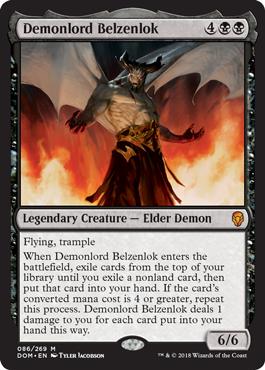 Demonlord Belzenlok 4
Legendary Creature — Elder Demon
Flying, trample
When Demonlord Belzenlok enters the
battlefield, exile cards from the top of your
library until you exile a nonland card, then
put that card into your hand. If the card's
converted mana cost is 4 or greater, repeat
this process. Demonlord Belzenlok deals 1
damage to you for each card put into your
hand this way.
6/6
086/269 M
DOM • EN Tyler Jacobson
™ & © 2018 Wizards of the Coast